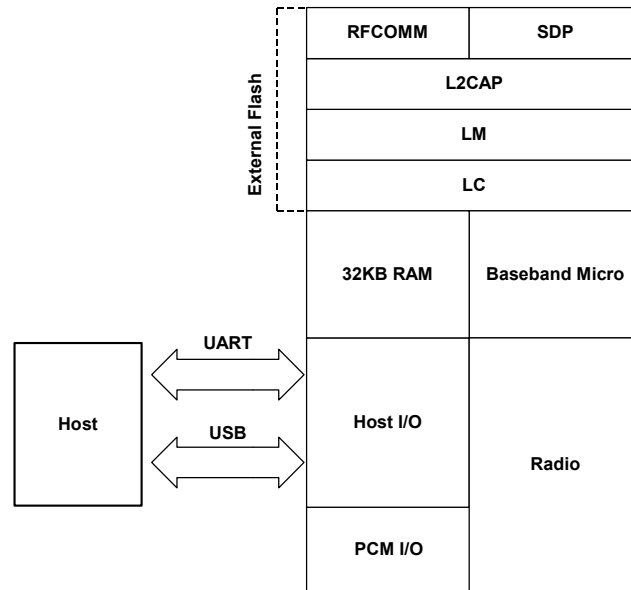 RFCOMM
SDP
L2CAP
External Flash
LM
LC
32KB RAM
Baseband Micro
UART
Host
USB
Host I/O
Radio
PCM I/O